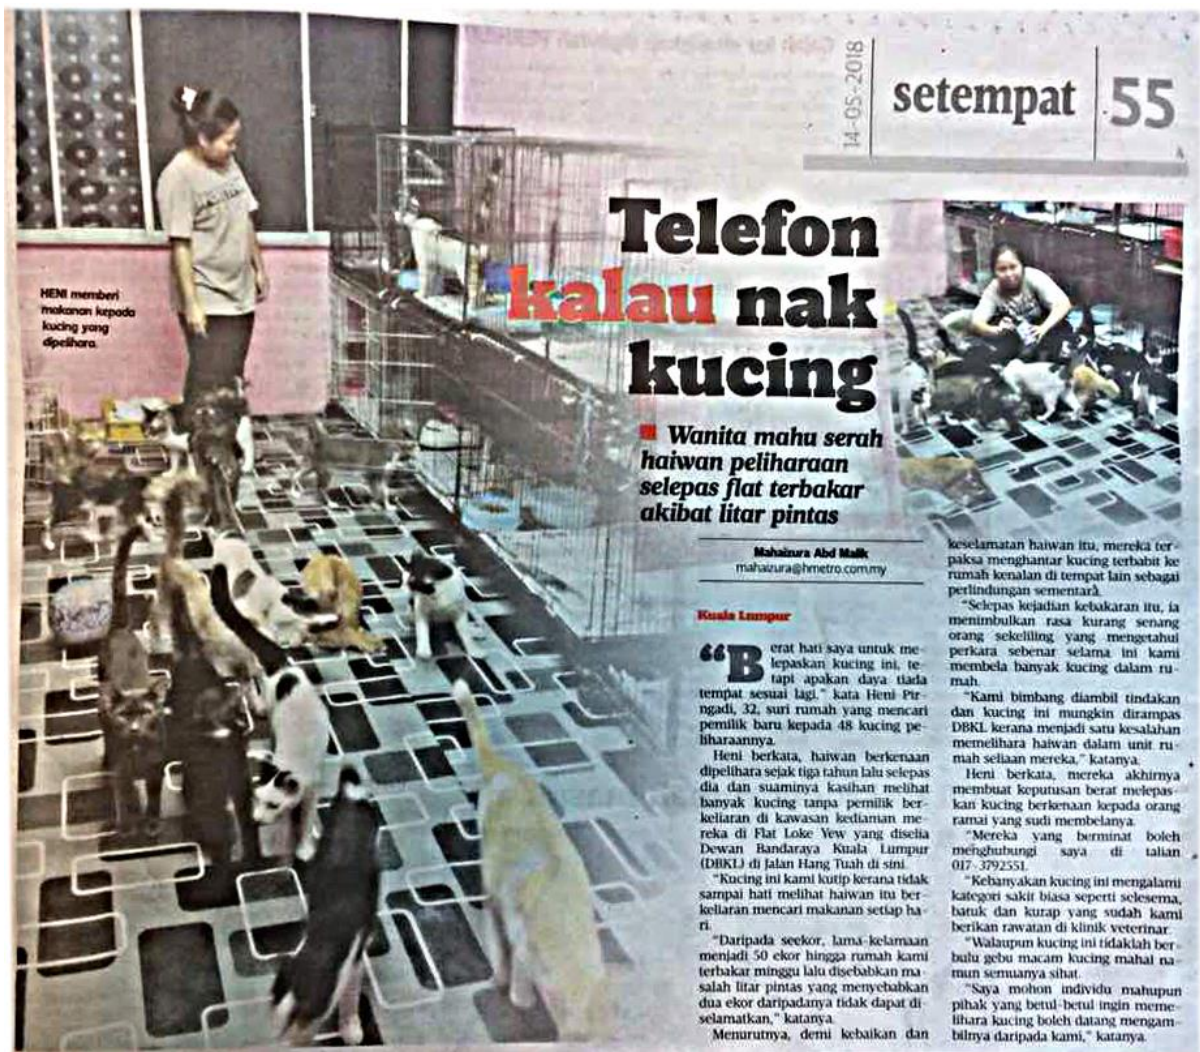 14-05-2018
setempat
55
HENI memberi
makanan kepada
kucing yang
dipelihara.
Telefon
kalau nak
kucing
Wanita mahu serah
haiwan peliharaan
selepas flat terbakar
akibat litar pintas
Mahaizura Abd Malik
mahaizura@hmetro.com.my
Kuala Lumpur
“Berat hati saya untuk me-
lepaskan kucing ini, te-
tapi apakan daya tiada
tempat sesuai lagi,” kata Heni Pir-
ngadi, 32, suri rumah yang mencari
pemilik baru kepada 48 kucing pe-
liharaannya.
Heni berkata, haiwan berkenaan
dipelihara sejak tiga tahun lalu selepas
dia dan suaminya kasihan melihat
banyak kucing tanpa pemilik ber-
keliaran di kawasan kediaman me-
reka di Flat Loke Yew yang diselia
Dewan Bandaraya Kuala Lumpur
(DBKL) di Jalan Hang Tuah di sini.
“Kucing ini kami kutip kerana tidak
sampai hati melihat haiwan itu ber-
keliaran mencari makanan setiap ha-
ri.
“Daripada seekor, lama-kelamaan
menjadi 50 ekor hingga rumah kami
terbakar minggu lalu disebabkan ma-
salah litar pintas yang menyebabkan
dua ekor daripadanya tidak dapat di-
selamatkan,” katanya.
Menurutnya, demi kebaikan dan
keselamatan haiwan itu, mereka ter-
paksa menghantar kucing terbabit ke
rumah kenalan di tempat lain sebagai
perlindungan sementara.
“Selepas kejadian kebakaran itu, ia
menimbulkan rasa kurang senang
orang sekeliling yang mengetahui
perkara sebenar selama ini kami
membela banyak kucing dalam ru-
mah.
“Kami bimbang diambil tindakan
dan kucing ini mungkin dirampas
DBKL kerana menjadi satu kesalahan
memelihara haiwan dalam unit ru-
mah seliaan mereka,” katanya.
Heni berkata, mereka akhirnya
membuat keputusan berat melepas-
kan kucing berkenaan kepada orang
ramai yang sudi membelanya.
“Mereka yang berminat boleh
menghubungi saya di talian
017-3792551.
“Kebanyakan kucing ini mengalami
kategori sakit biasa seperti selesema,
batuk dan kurap yang sudah kami
berikan rawatan di klinik veterinar.
“Walaupun kucing ini tidaklah ber-
bulu gebu macam kucing mahal na-
mun semuanya sihat.
“Saya mohon individu mahupun
pihak yang betul-betul ingin meme-
lihara kucing boleh datang mengam-
bilnya daripada kami,” katanya.